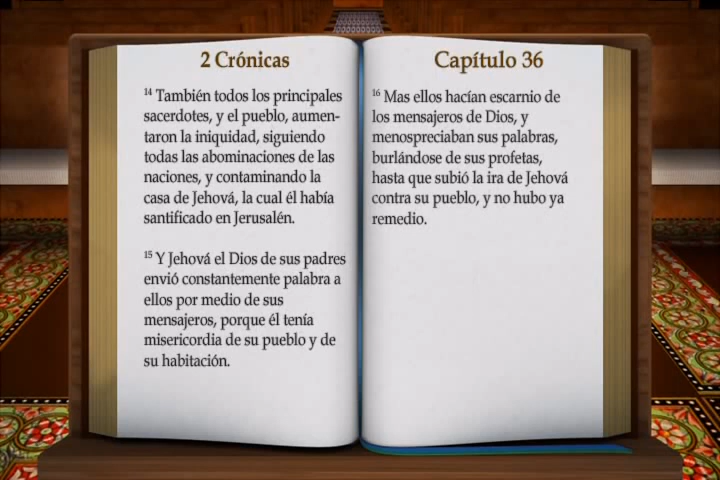 2 Crónicas
14 También todos los principales
sacerdotes, y el pueblo, aumen-
taron la iniquidad, siguiendo
todas las abominaciones de las
naciones, y contaminando la
casa de Jehová, la cual él había
santificado en Jerusalén.
15 Y Jehová el Dios de sus padres
envió constantemente palabra a
ellos por medio de sus
mensajeros, porque él tenía
misericordia de su pueblo y de
su habitación.
Capítulo 36
16 Mas ellos hacían escarnio de
los mensajeros de Dios, y
menospreciaban sus palabras,
burlándose de sus profetas,
hasta que subió la ira de Jehová
contra su pueblo, y no hubo ya
remedio.